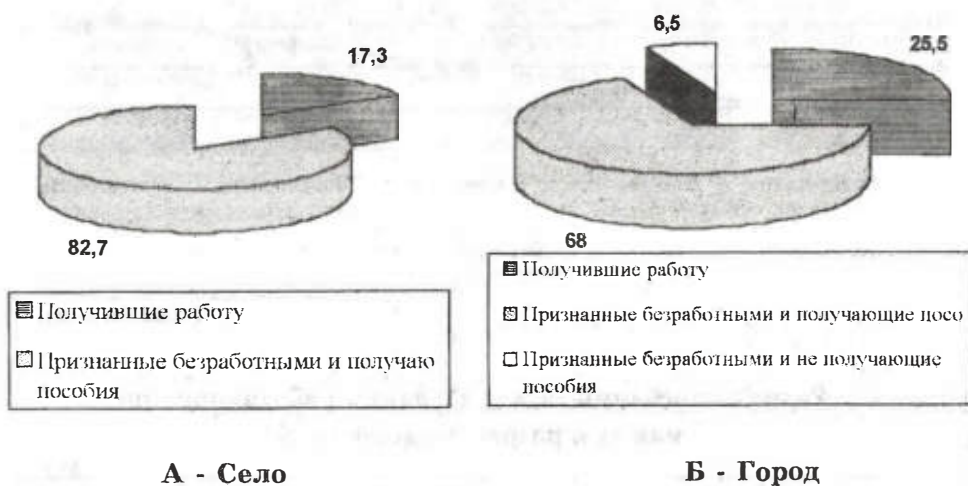 17,3
82,7
Получившие работу
Признанные безработными и получаю
пособия
А - Село
6,5
25,5
68
Получившие работу
Признанные безработными и получающие посо
Признанные безработными и не получающие
пособия
Б - Город